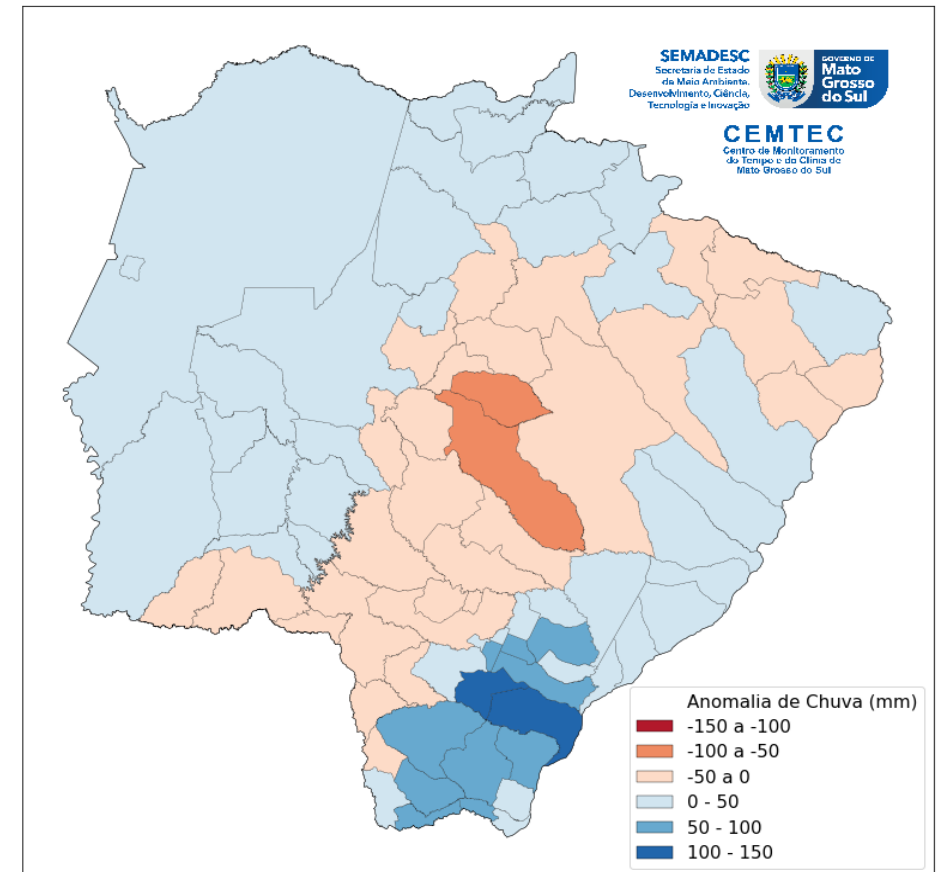 SEMADESC
Secretaria de Estado
de Meio Ambiente,
Desenvolvimento, Ciência,
Tecnologia e Inovação
GOVERNO DE
Mato
Grosso
do Sul
CEMTEC
Centro de Monitoramento
do Tempo e do Clima de
Mato Grosso do Sul
Anomalia de Chuva (mm)
-150 a -100
-100 a -50
-50 a 0
0 - 50
50 - 100
100 - 150